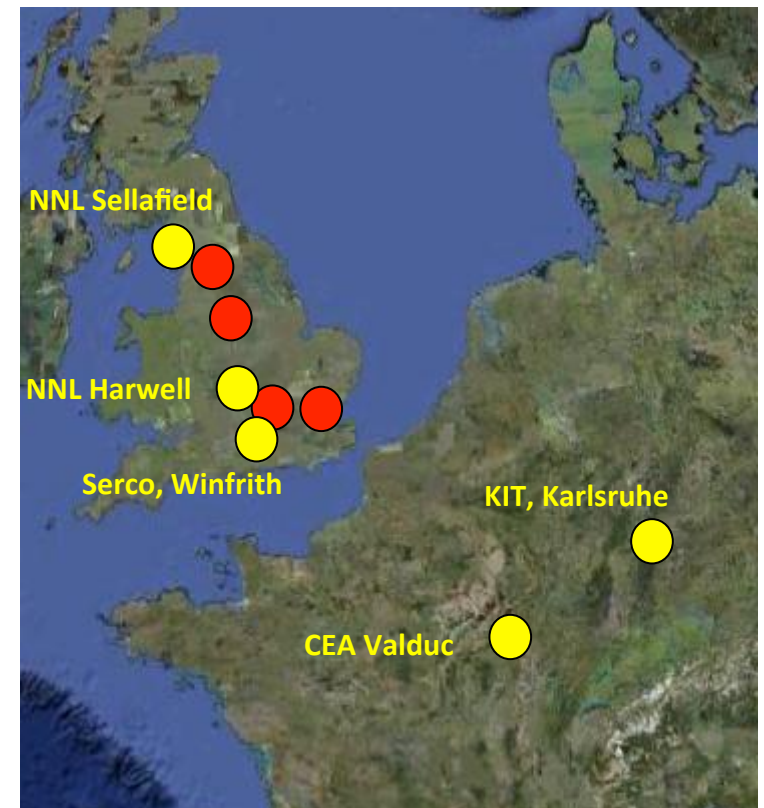 NNL Sellafield
NNL Harwell
Serco, Winfrith
KIT, Karlsruhe
CEA Valduc